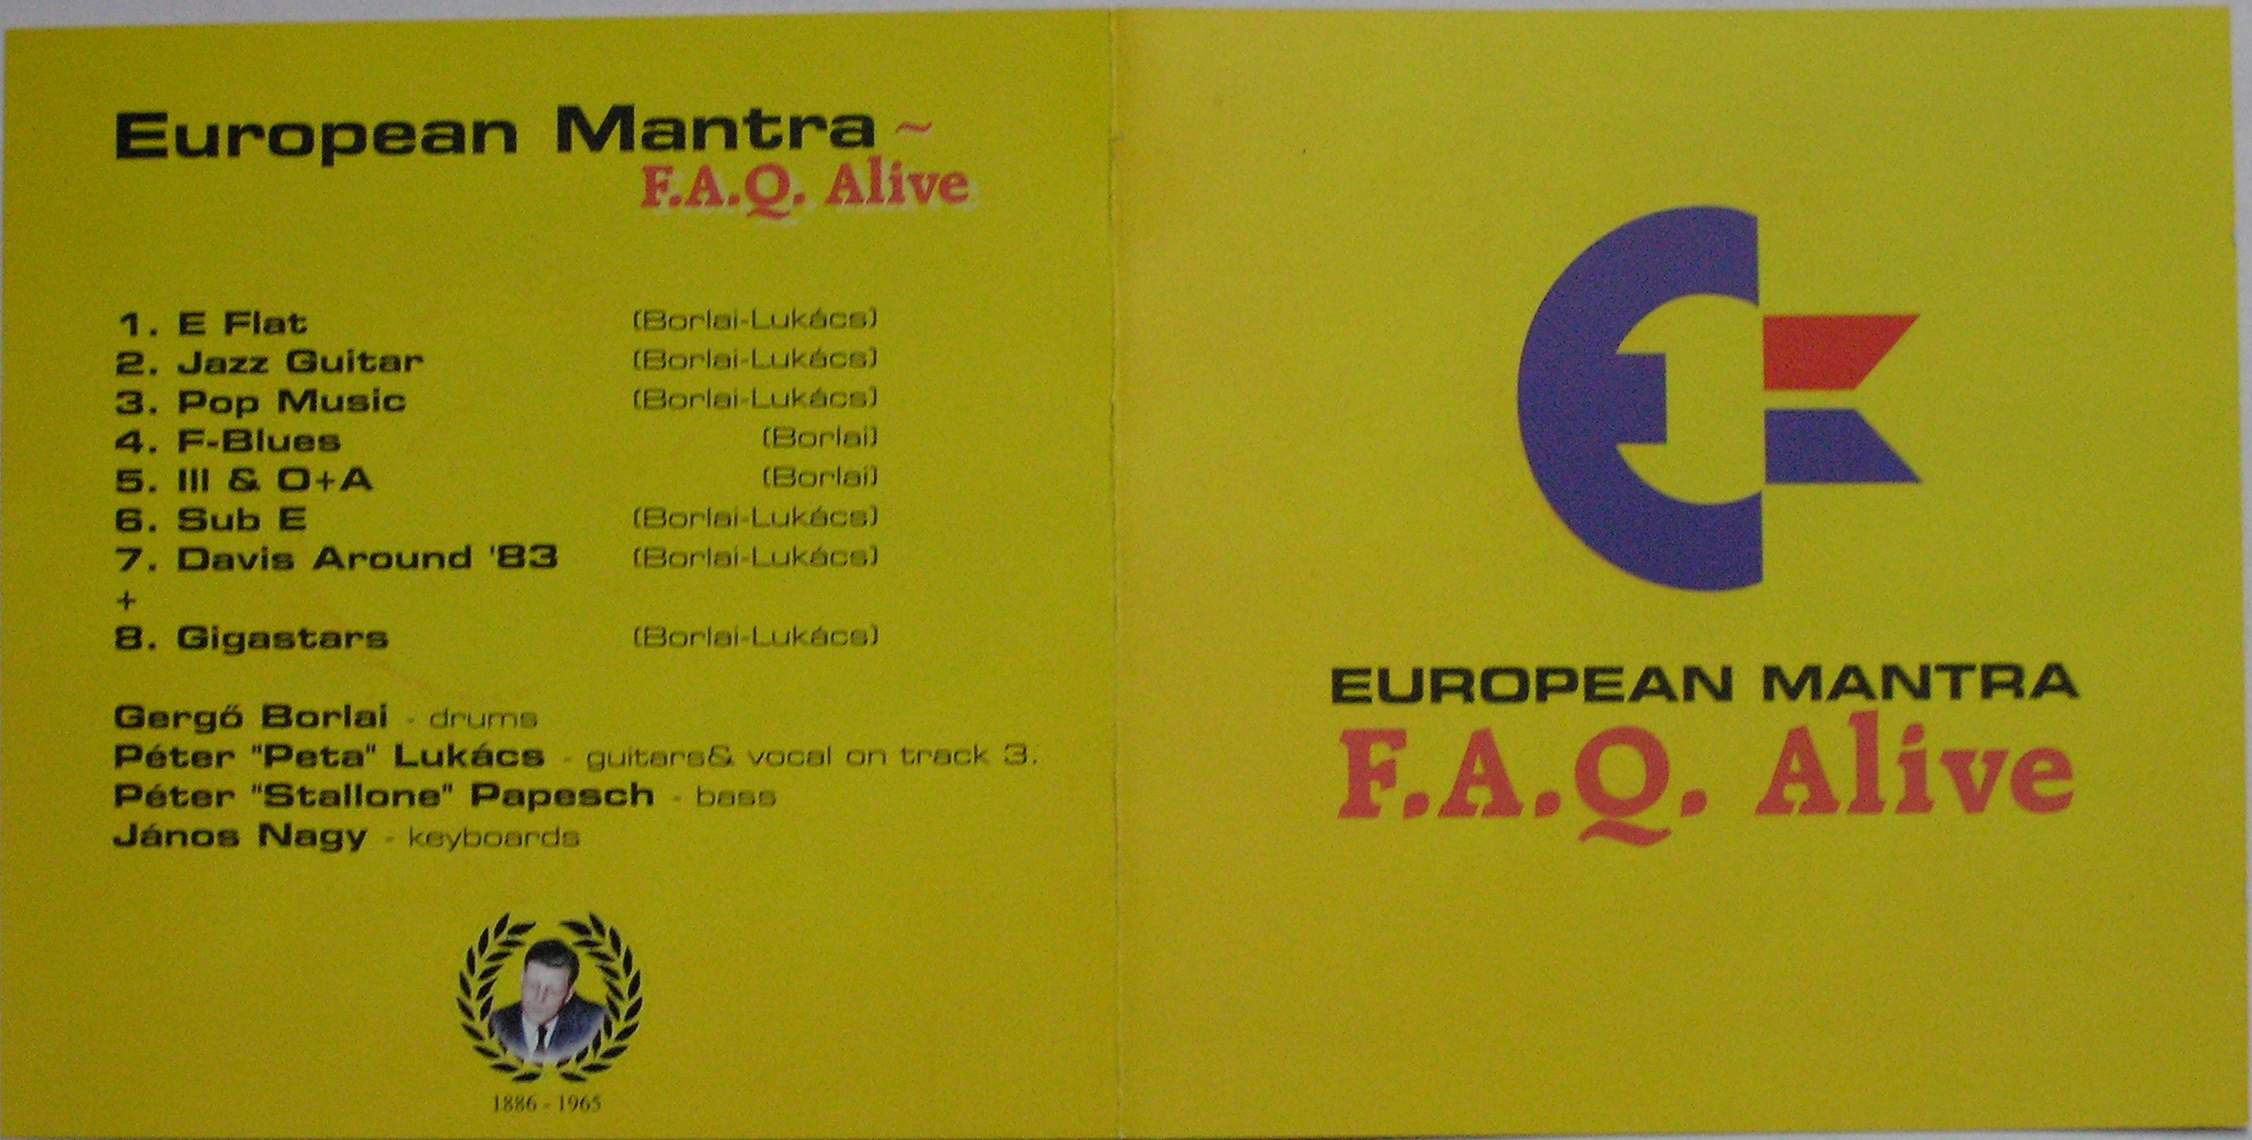 European Mantra ~
F.A.Q. Alive
1. E Flat (Borlai-Lukács)
2. Jazz Guitar (Borlai-Lukács)
3. Pop Music (Borlai-Lukács)
4. F-Blues (Borlai)
5. III & O+A (Borlai)
6. Sub E (Borlai-Lukács)
7. Davis Around '83 (Borlai-Lukács)
+
8. Gigastars (Borlai-Lukács)
Gergő Borlai - drums
Péter "Peta" Lukács - guitars& vocal on track 3.
Péter "Stallone" Papesch - bass
János Nagy - keyboards
1886 - 1965
EUROPEAN MANTRA
F.A.Q. Alive